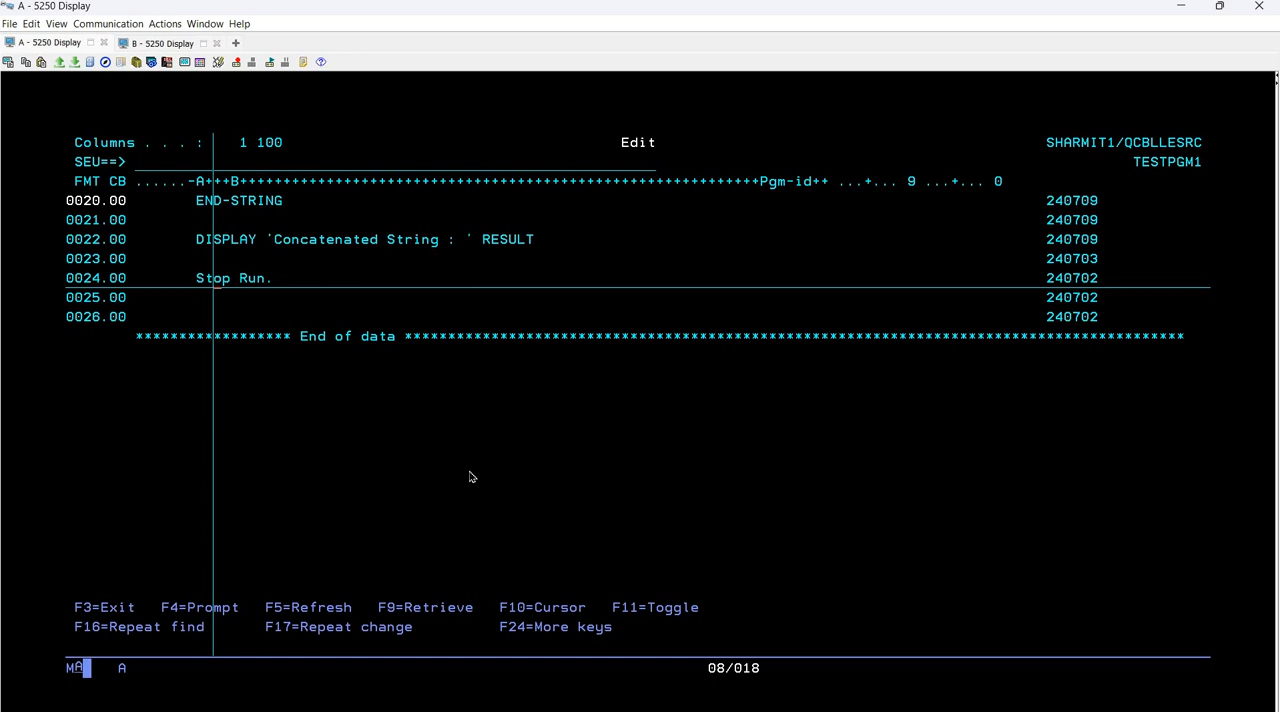 A - 5250 Display
File Edit View Communication Actions Window Help
A - 5250 Display B - 5250 Display +
Columns . . . : 1 100 Edit SHARMIT1/QCBLLESRC
SEU==> TESTPGM1
FMT CB ......-A+++B++++++++++++++++++++++++++++++++++++++++++++++++++++++++++++Pgm-id++ ...+... 9 ...+... 0
0020.00 END-STRING 240709
0021.00 240709
0022.00 DISPLAY 'Concatenated String : ' RESULT 240709
0023.00 240703
0024.00 Stop Run. 240702
0025.00 240702
0026.00 240702
****************** End of data ******************************************************************************************
F3=Exit F4=Prompt F5=Refresh F9=Retrieve F10=Cursor F11=Toggle
F16=Repeat find F17=Repeat change F24=More keys
MA A 08/018